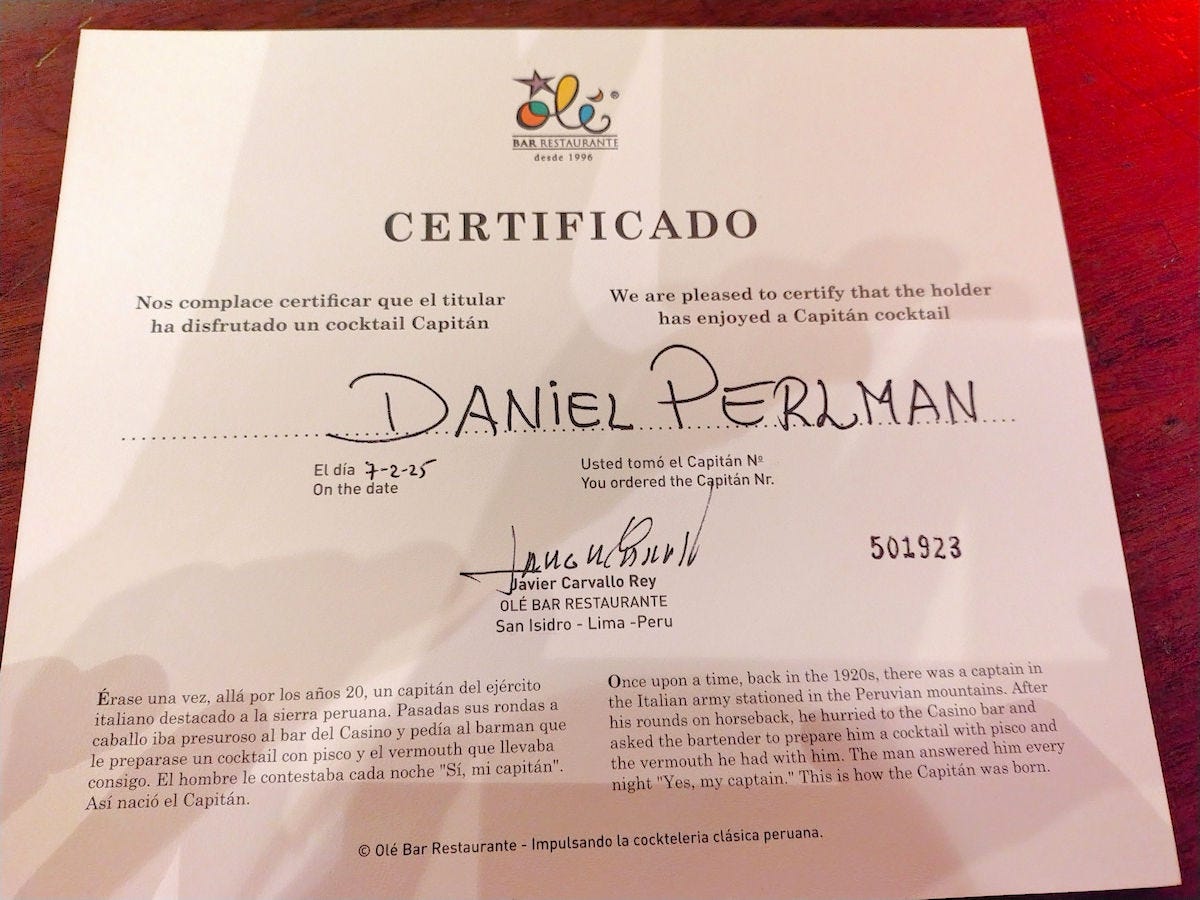 olé®
BAR RESTAURANTE
desde 1996
CERTIFICADO
Nos complace certificar que el titular
ha disfrutado un cocktail Capitán
We are pleased to certify that the holder
has enjoyed a Capitán cocktail
DANIEL PERLMAN
El día 7-2-25
On the date
Usted tomó el Capitán Nº
You ordered the Capitán Nr.
501923
Javier Carvallo Rey
OLÉ BAR RESTAURANTE
San Isidro - Lima -Peru
Érase una vez, allá por los años 20, un capitán del ejército
italiano destacado a la sierra peruana. Pasadas sus rondas a
caballo iba presuroso al bar del Casino y pedía al barman que
le preparase un cocktail con pisco y el vermouth que llevaba
consigo. El hombre le contestaba cada noche "Sí, mi capitán".
Así nació el Capitán.
Once upon a time, back in the 1920s, there was a captain in
the Italian army stationed in the Peruvian mountains. After
his rounds on horseback, he hurried to the Casino bar and
asked the bartender to prepare him a cocktail with pisco and
the vermouth he had with him. The man answered him every
night "Yes, my captain." This is how the Capitán was born.
© Olé Bar Restaurante - Impulsando la cockteleria clásica peruana.